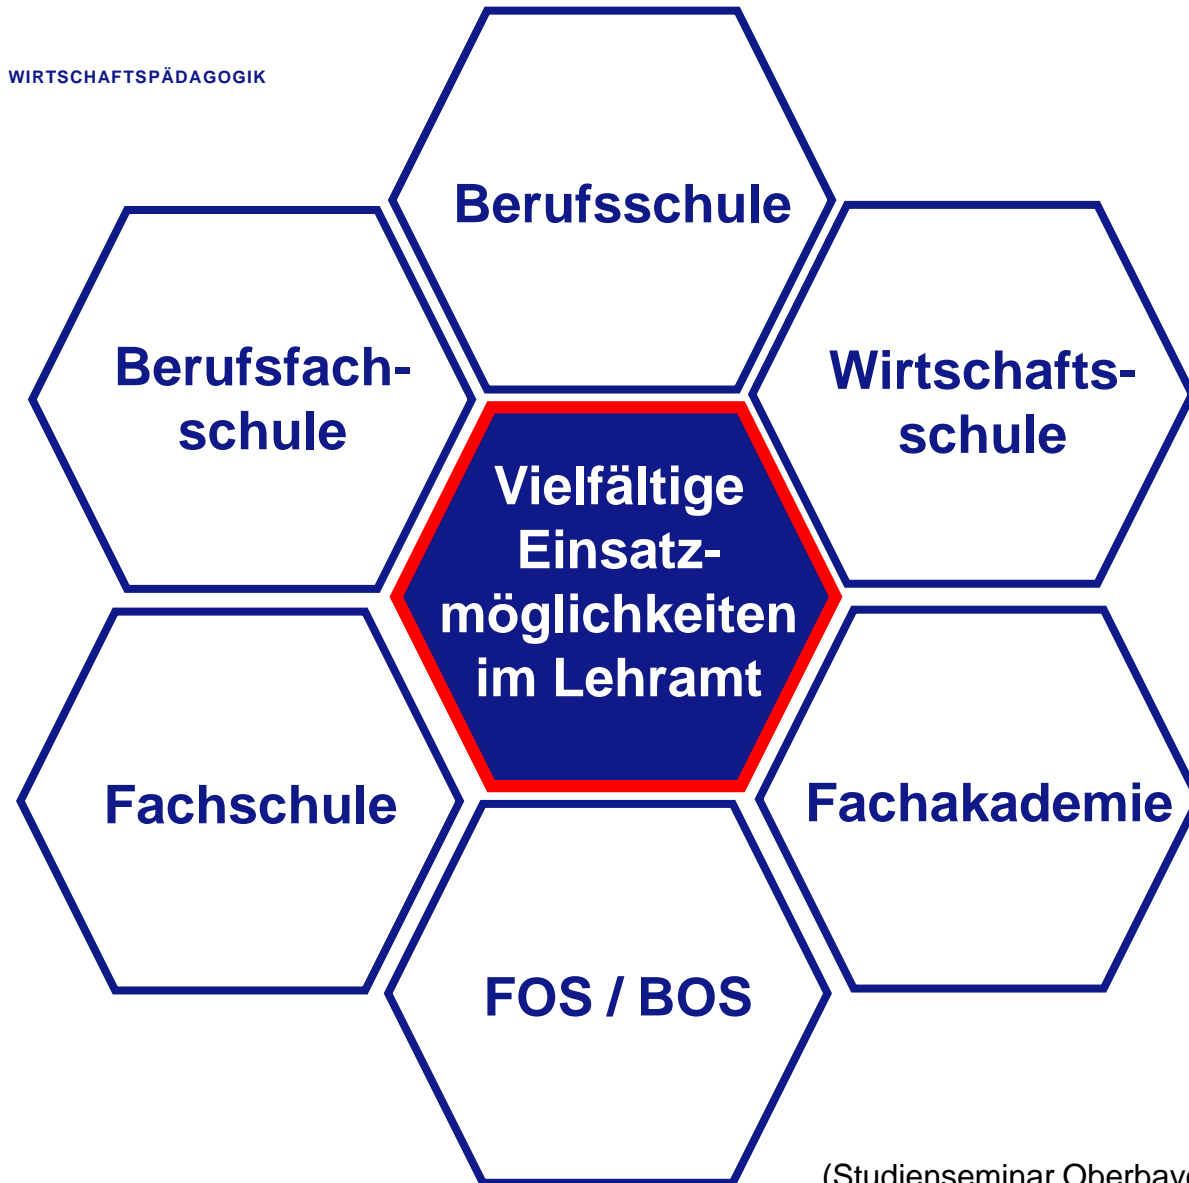 WIRTSCHAFTSPÄDAGOGIK
Berufsschule
Berufsfach-
schule
Wirtschafts-
schule
Vielfältige
Einsatz-
möglichkeiten
im Lehramt
Fachschule
Fachakademie
FOS / BOS
(Studienseminar